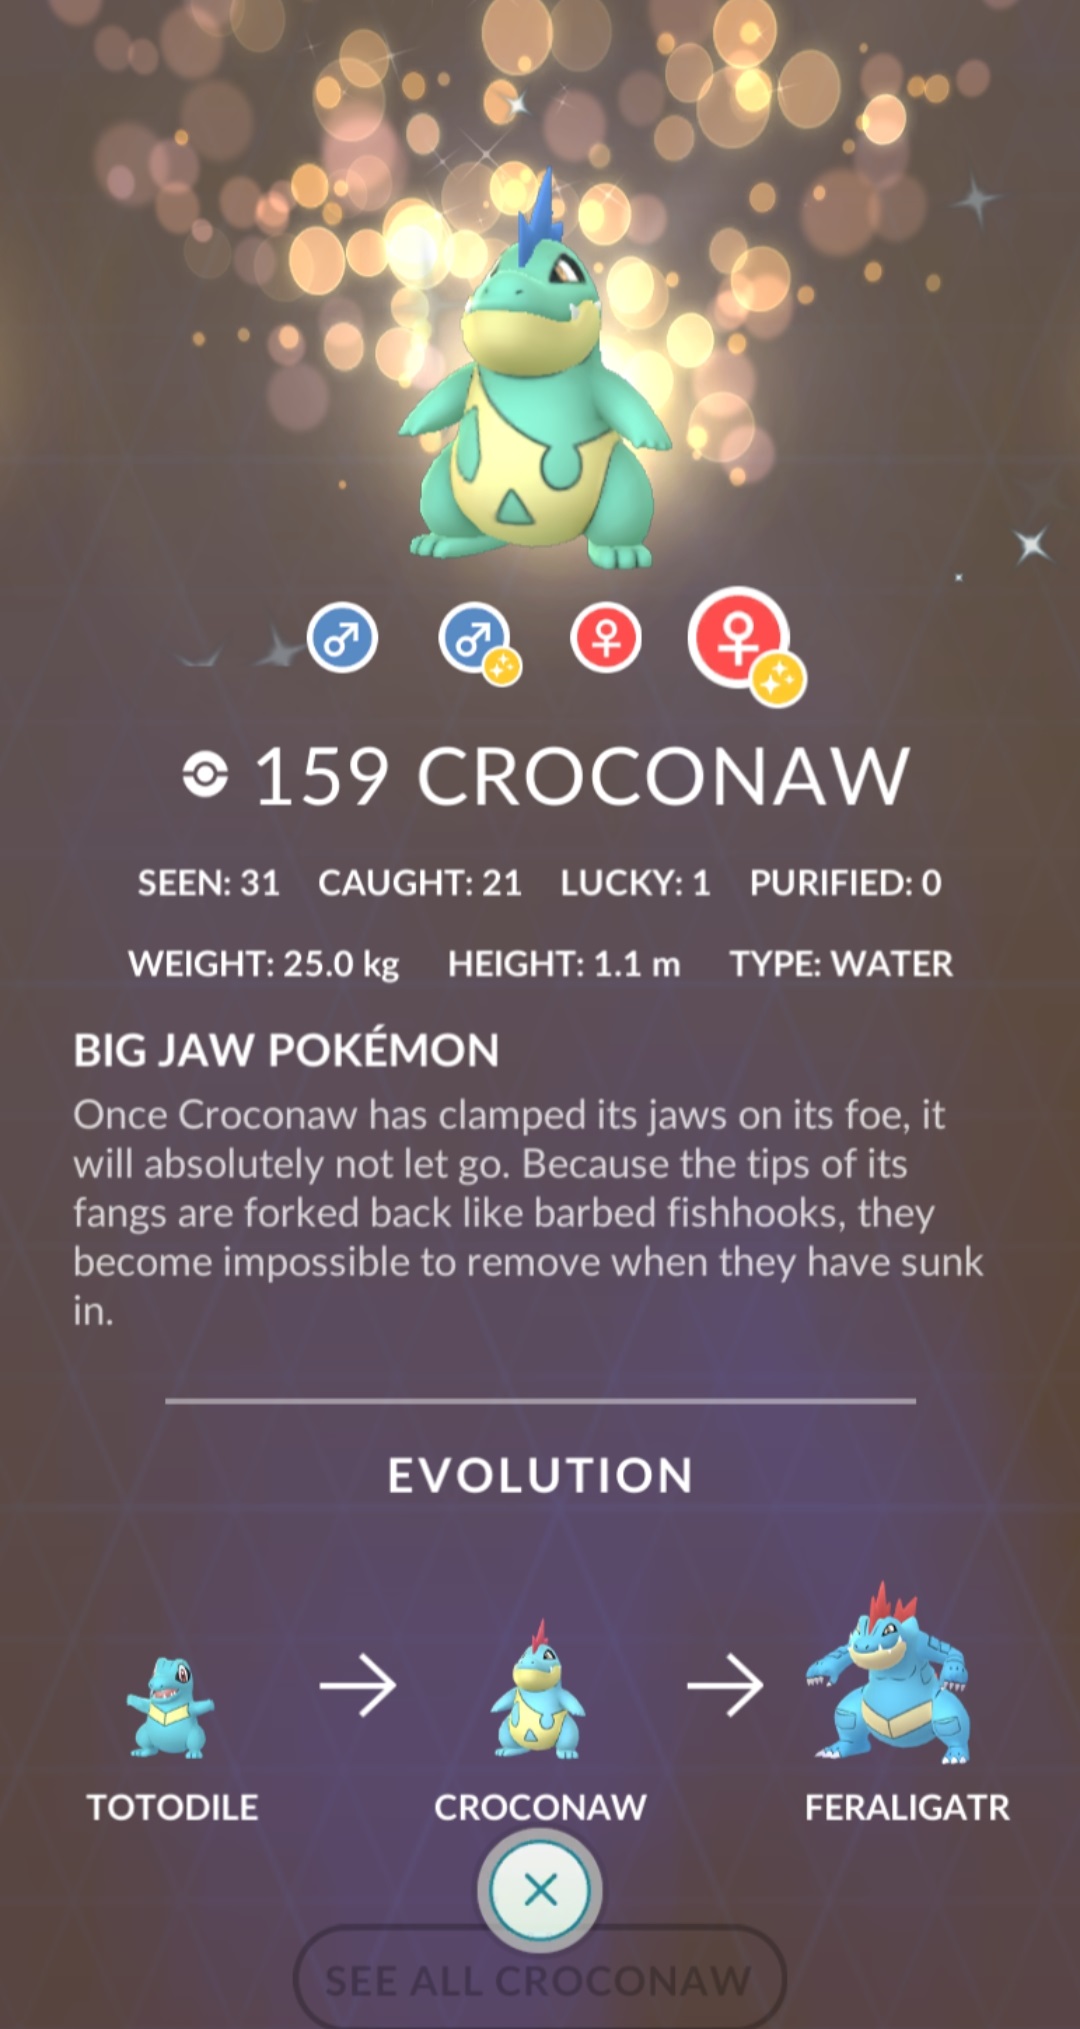 159 CROCONAW
SEEN: 31 CAUGHT: 21 LUCKY: 1 PURIFIED: 0
WEIGHT: 25.0 kg HEIGHT: 1.1 m TYPE: WATER
BIG JAW POKÉMON
Once Croconaw has clamped its jaws on its foe, it
will absolutely not let go. Because the tips of its
fangs are forked back like barbed fishhooks, they
become impossible to remove when they have sunk
in.
EVOLUTION
TOTODILE CROCONAW FERALIGATR
SEE ALL CROCONAW